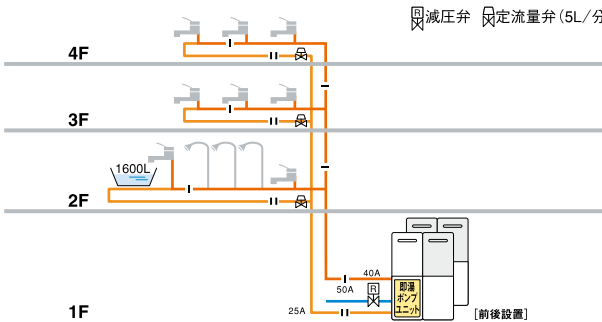 R 減圧弁 定流量弁(5L/分
4F
3F
1600L
2F
40A
50A R
即湯
ポンプ
ユニット
25A
1F
[前後設置]